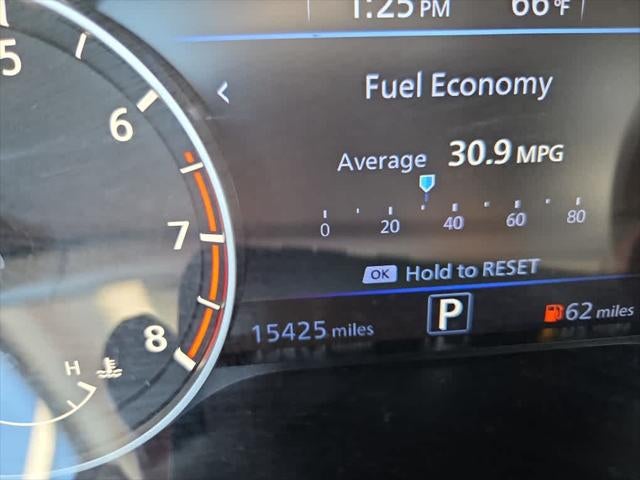 1:25 PM 66°F
5
Fuel Economy
6
Average 30.9 MPG
0 20 40 60 80
7
OK Hold to RESET
P
62 miles
15425 miles
8
H